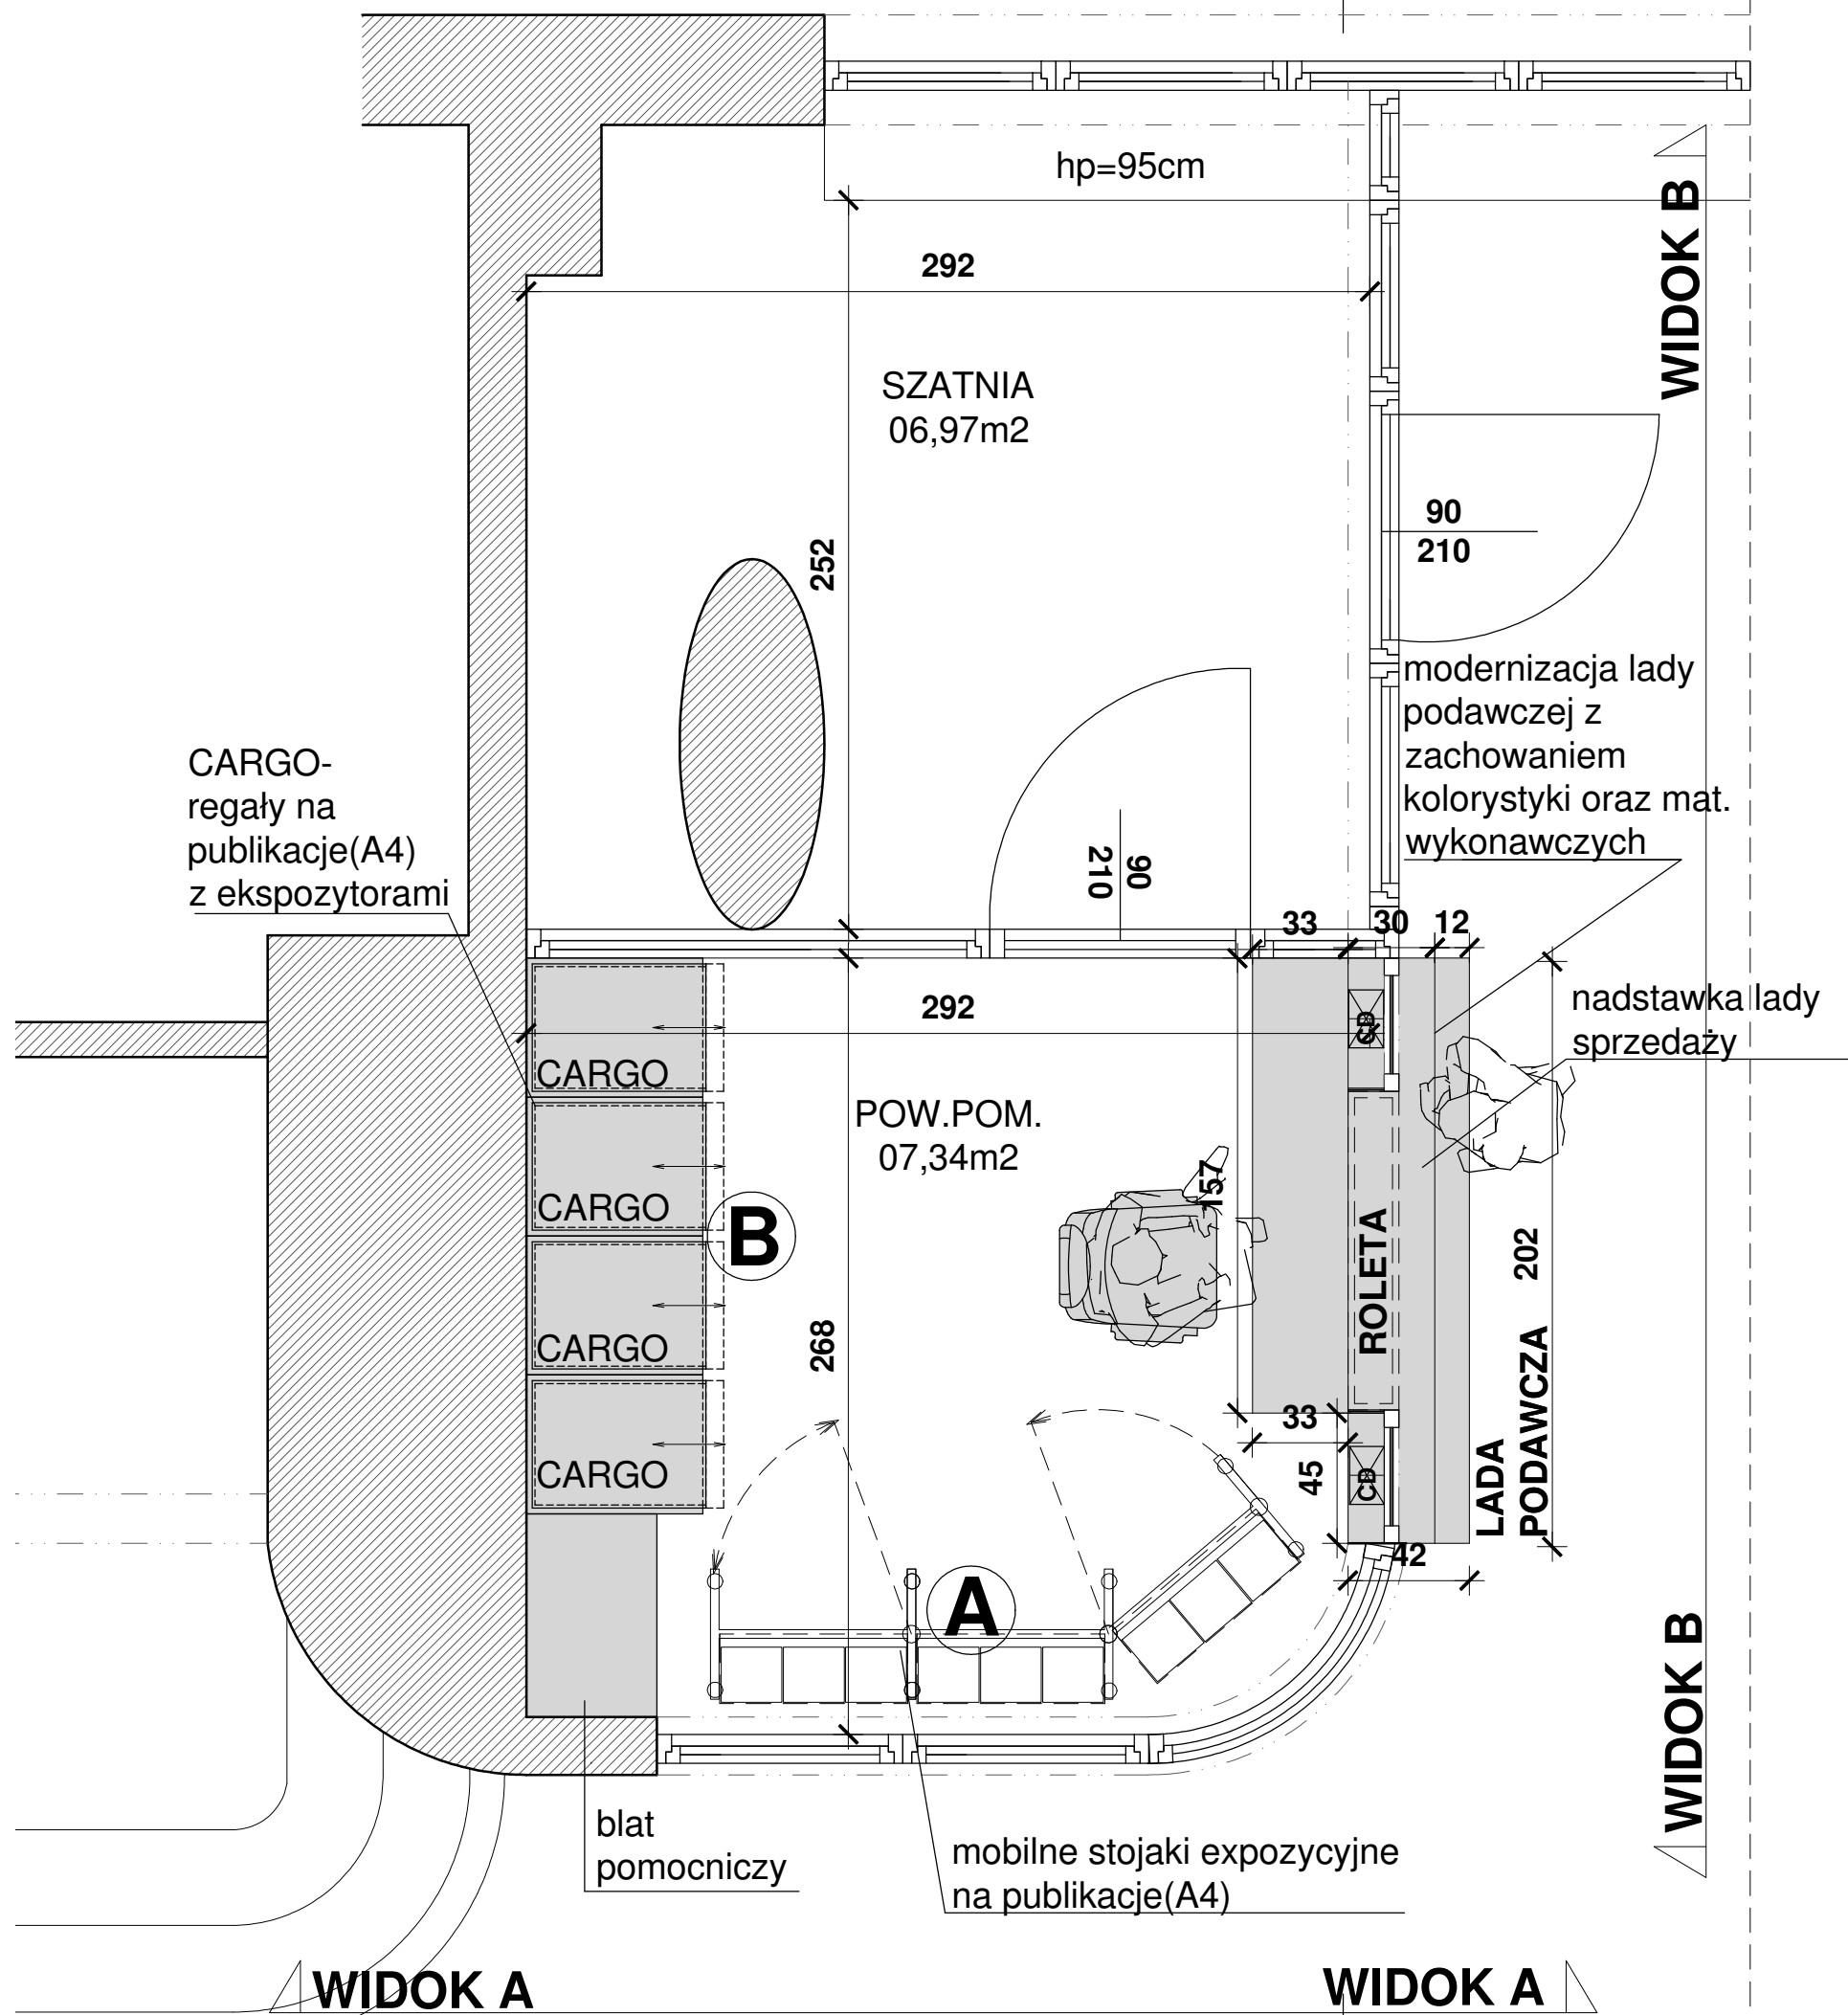 hp=95cm
WIDOK B
292
SZATNIA
06,97m2
90
210
252
modernizacja lady
podawczej z
zachowaniem
kolorystyki oraz mat.
wykonawczych
CARGO-
regały na
publikacje(A4)
z ekspozytorami
90
210
33
30
12
nadstawka lady
sprzedaży
292
CD
CARGO
POW.POM.
07,34m2
157
CARGO
B
ROLETA
202
268
CARGO
LADA
PODAWCZA
33
CARGO
45
CD
42
A
WIDOK B
blat
pomocniczy
mobilne stojaki expozycyjne
na publikacje(A4)
WIDOK A
WIDOK A